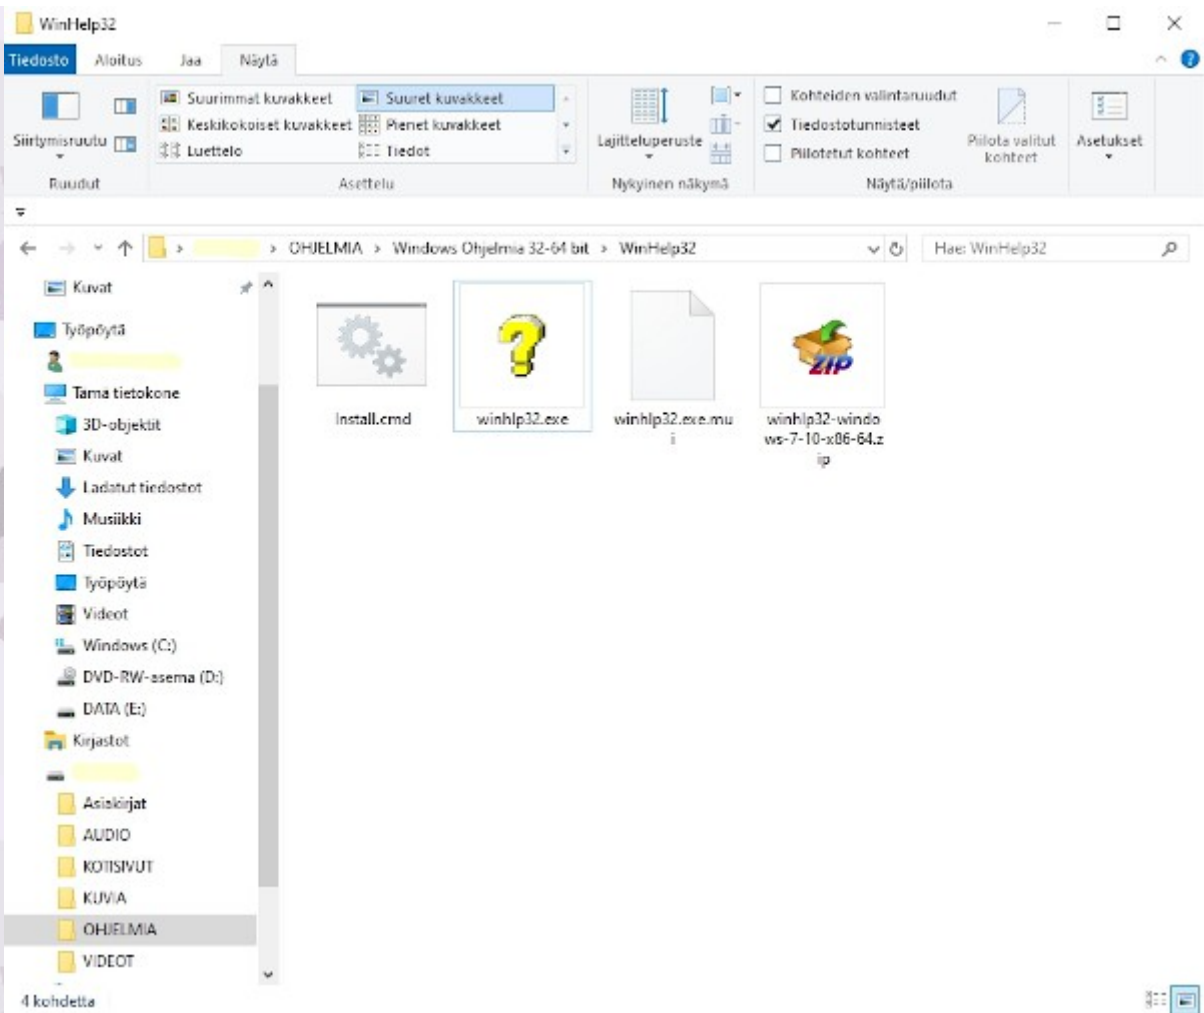 WinHelp32
Tiedosto Aloitus Jaa Näytä
Suurimmat kuvakkeet Suuret kuvakkeet
Keskikokoiset kuvakkeet Pienet kuvakkeet
Luettelo Tiedot
Siirtymisruutu
Lajitteluperuste
Kohteiden valintaruudut
Tiedostotunnisteet
Piilotetut kohteet
Piilota valitut
kohteet
Asetukset
Ruudut Asettelu Nykyinen näkymä Näytä/piilota
OHJELMIA > Windows Ohjelmia 32-64 bit > WinHelp32
Hae: WinHelp32
Kuvat
Työpöytä
Tämä tietokone
3D-objektit
Kuvat
Ladatut tiedostot
Musiikki
Tiedostot
Työpöytä
Videot
Windows (C:)
DVD-RW-asema (D:)
DATA (E:)
Kirjastot
Asiakirjat
AUDIO
KOTISIVUT
KUVIA
OHJELMIA
VIDEOT
Install.cmd
winhlp32.exe
winhlp32.exe.mu
i
ZIP
winhlp32-windo
ws-7-10-x86-64.z
ip
4 kohdetta